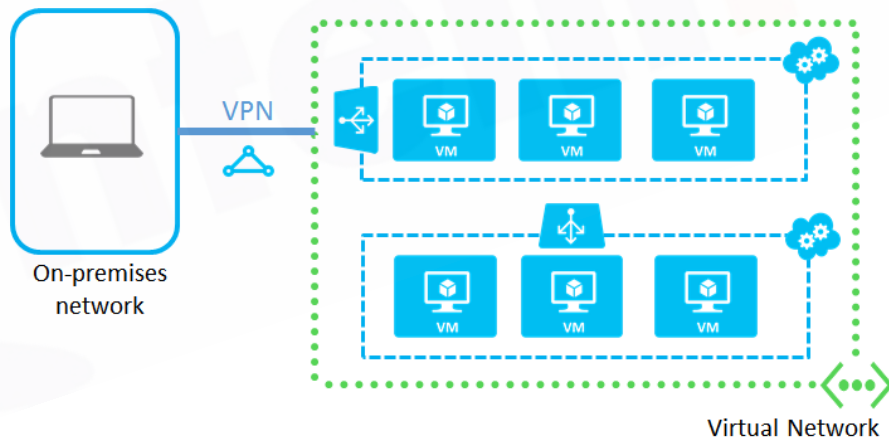 VPN
VM VM VM
On-premises
network
VM VM VM
Virtual Network